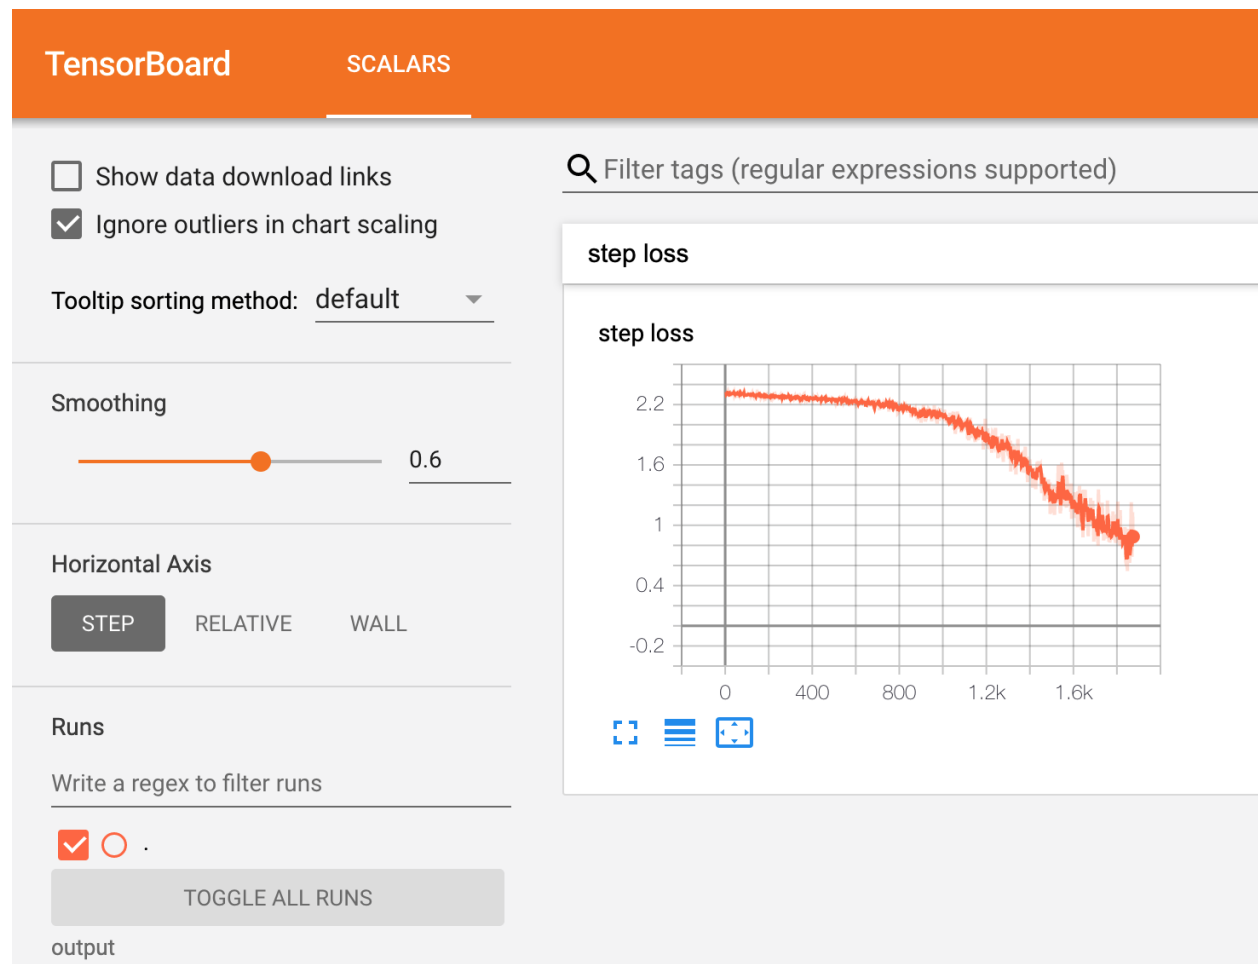 TensorBoard
SCALARS
Show data download links
Ignore outliers in chart scaling
Tooltip sorting method: default
Smoothing
0.6
Horizontal Axis
STEP RELATIVE WALL
Runs
Write a regex to filter runs
.
TOGGLE ALL RUNS
output
Filter tags (regular expressions supported)
step loss
step loss
2.2
1.6
1
0.4
-0.2
0 400 800 1.2k 1.6k